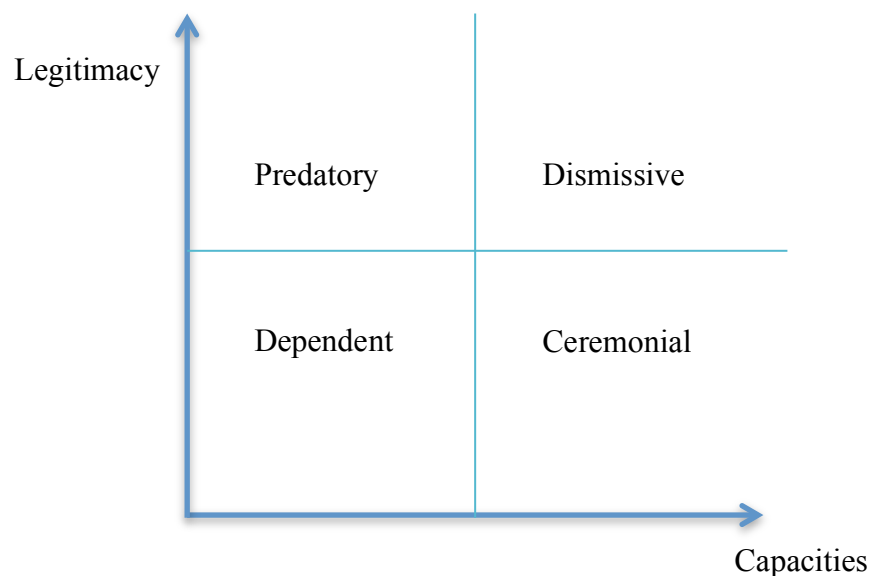 Legitimacy
Predatory
Dismissive
Dependent
Ceremonial
Capacities